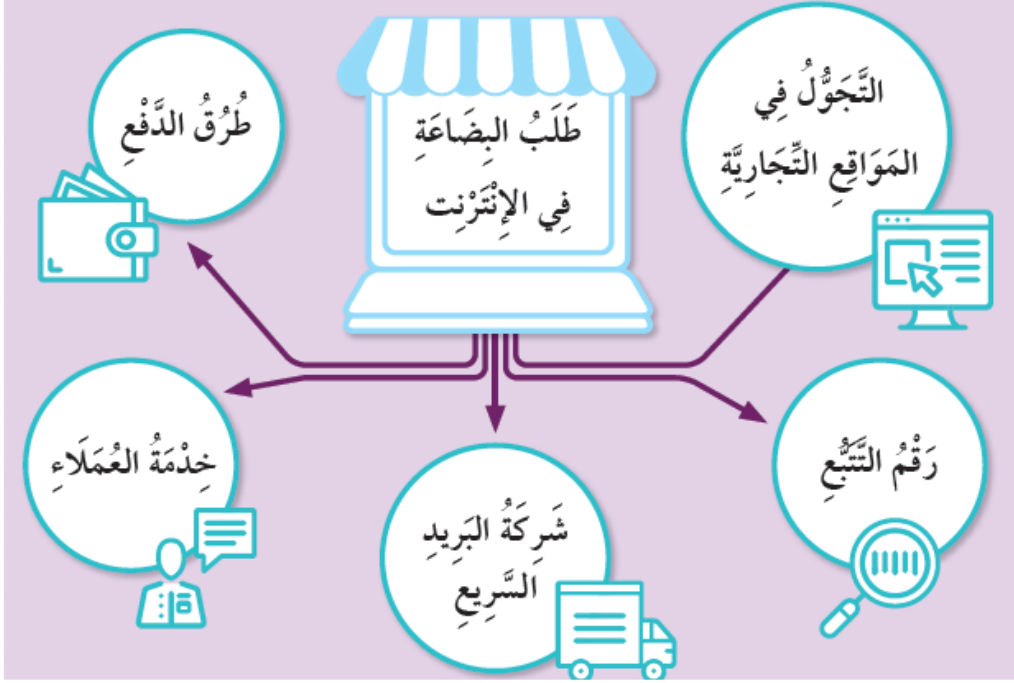 طَلَبُ البِضَاعَةِ
فِي الإِنْتَرْنِت
التَّجَوُّلُ فِي
المَوَاقِعِ التِّجَارِيَّةِ
طُرُقُ الدَّفْعِ
رَقْمُ التَّتَبُّعِ
شَرِكَةُ البَرِيدِ
السَّرِيعِ
خِدْمَةُ العُمَلَاءِ